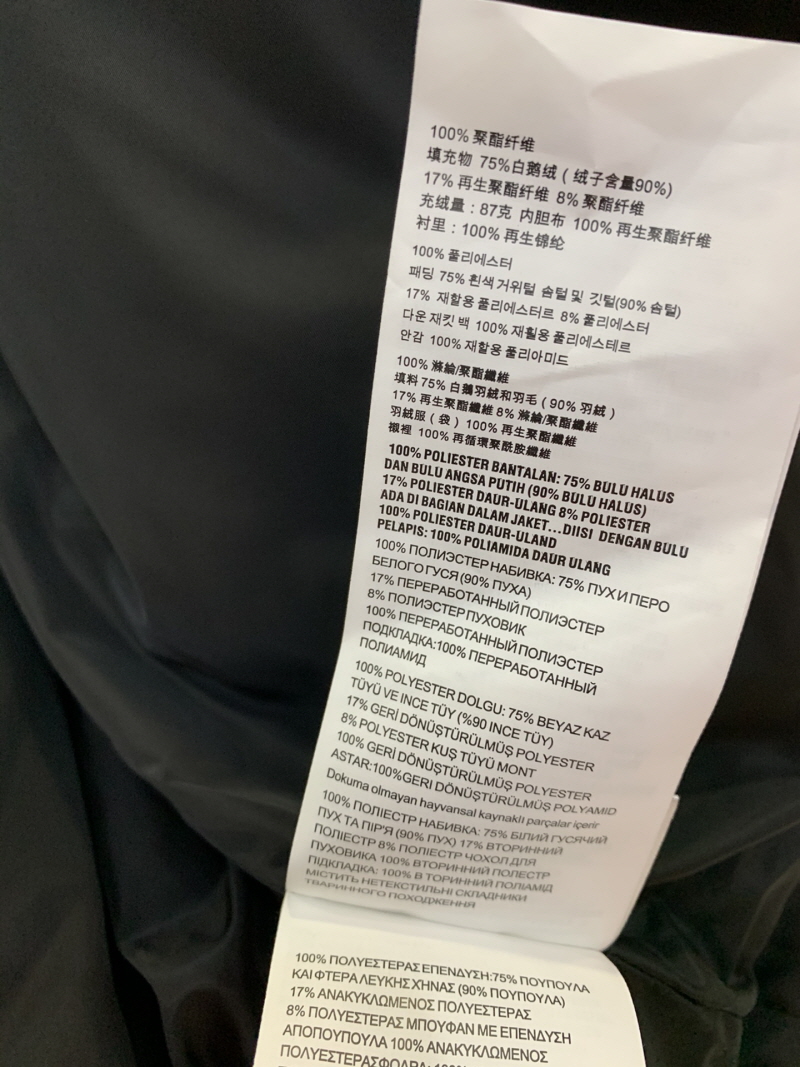 100% 聚酯纤维
填充物 75%白鹅绒（绒子含量90%)
17% 再生聚酯纤维 8% 聚酯纤维
充绒量：87克 内胆布 100% 再生聚酯纤维
衬里：100% 再生锦纶
100% 풀리에스터
패딩 75% 흰색 거위털 솜털 및 깃털(90% 솜털)
17% 재할용 풀리에스터르 8% 풀리에스터
다운 재킷 백 100% 재횔용 풀리에스테르
안감 100% 재할용 풀리아미드
100% 滌綸/聚酯纖維
填料 75% 白鵝羽絨和羽毛（90% 羽絨）
17% 再生聚酯纖維 8% 滌綸/聚酯纖維
羽絨服（袋）100% 再生聚酯纖維
襯裡 100% 再循環聚酰胺纖維
100% POLIESTER BANTALAN: 75% BULU HALUS
DAN BULU ANGSA PUTIH (90% BULU HALUS)
17% POLIESTER DAUR-ULANG 8% POLIESTER
ADA DI BAGIAN DALAM JAKET...DIISI DENGAN BULU
100% POLIESTER DAUR-ULAND
PELAPIS: 100% POLIAMIDA DAUR ULANG
100% ПОЛИЭСТЕР НАБИВКА: 75% ПУХ И ПЕРО
БЕЛОГО ГУСЯ (90% ПУХА)
17% ПЕРЕРАБОТАННЫЙ ПОЛИЭСТЕР
8% ПОЛИЭСТЕР ПУХОВИК
100% ПЕРЕРАБОТАННЫЙ ПОЛИЭСТЕР
ПОДКЛАДКА:100% ПЕРЕРАБОТАННЫЙ
ПОЛИАМИД
100% POLYESTER DOLGU: 75% BEYAZ KAZ
TÜYÜ VE INCE TÜY (%90 INCE TÜY)
17% GERİ DÖNÜŞTÜRÜLMÜŞ POLYESTER
8% POLYESTER KUŞ TÜYÜ MONT
100% GERİ DÖNÜŞTÜRÜLMÜŞ POLYESTER
ASTAR:100%GERI DÖNÜŞTÜRÜLMÜŞ POLYAMID
Dokuma olmayan hayvansal kaynaklı parçalar içerir
100% ПОЛІЕСТР НАБИВКА: 75% БІЛИЙ ГУСЯЧИЙ
ПУХ ТА ПІР'Я (90% ПУХ) 17% ВТОРИННИЙ
ПОЛІЕСТР 8% ПОЛІЕСТР ЧОХОЛ ДЛЯ
ПУХОВИКА 100% ВТОРИННИЙ ПОЛЕСТР
ПІДКЛАДКА: 100% В ТОРИННИЙ ПОЛІАМІД
МІСТИТЬ НЕТЕКСТИЛЬНІ СКЛАДНИКИ
ТВАРИННОГО ПОХОДЖЕННЯ
100% ΠΟΛΥΕΣΤΕΡΑΣ ΕΠΕΝΔΥΣΗ:75% ΠΟΥΠΟΥΛΑ
ΚΑΙ ΦΤΕΡΑ ΛΕΥΚΗΣ ΧΗΝΑΣ (90% ΠΟΥΠΟΥΛΑ)
17% ΑΝΑΚΥΚΛΩΜΕΝΟΣ ΠΟΛΥΕΣΤΕΡΑΣ
8% ΠΟΛΥΕΣΤΕΡΑΣ ΜΠΟΥΦΑΝ ΜΕ ΕΠΕΝΔΥΣΗ
ΑΠΟΠΟΥΠΟΥΛΑ 100% ΑΝΑΚΥΚΛΩΜΕΝΟΣ
ΠΟΛΥΕΣΤΕΡΑΣΦΟΔΡΑ: